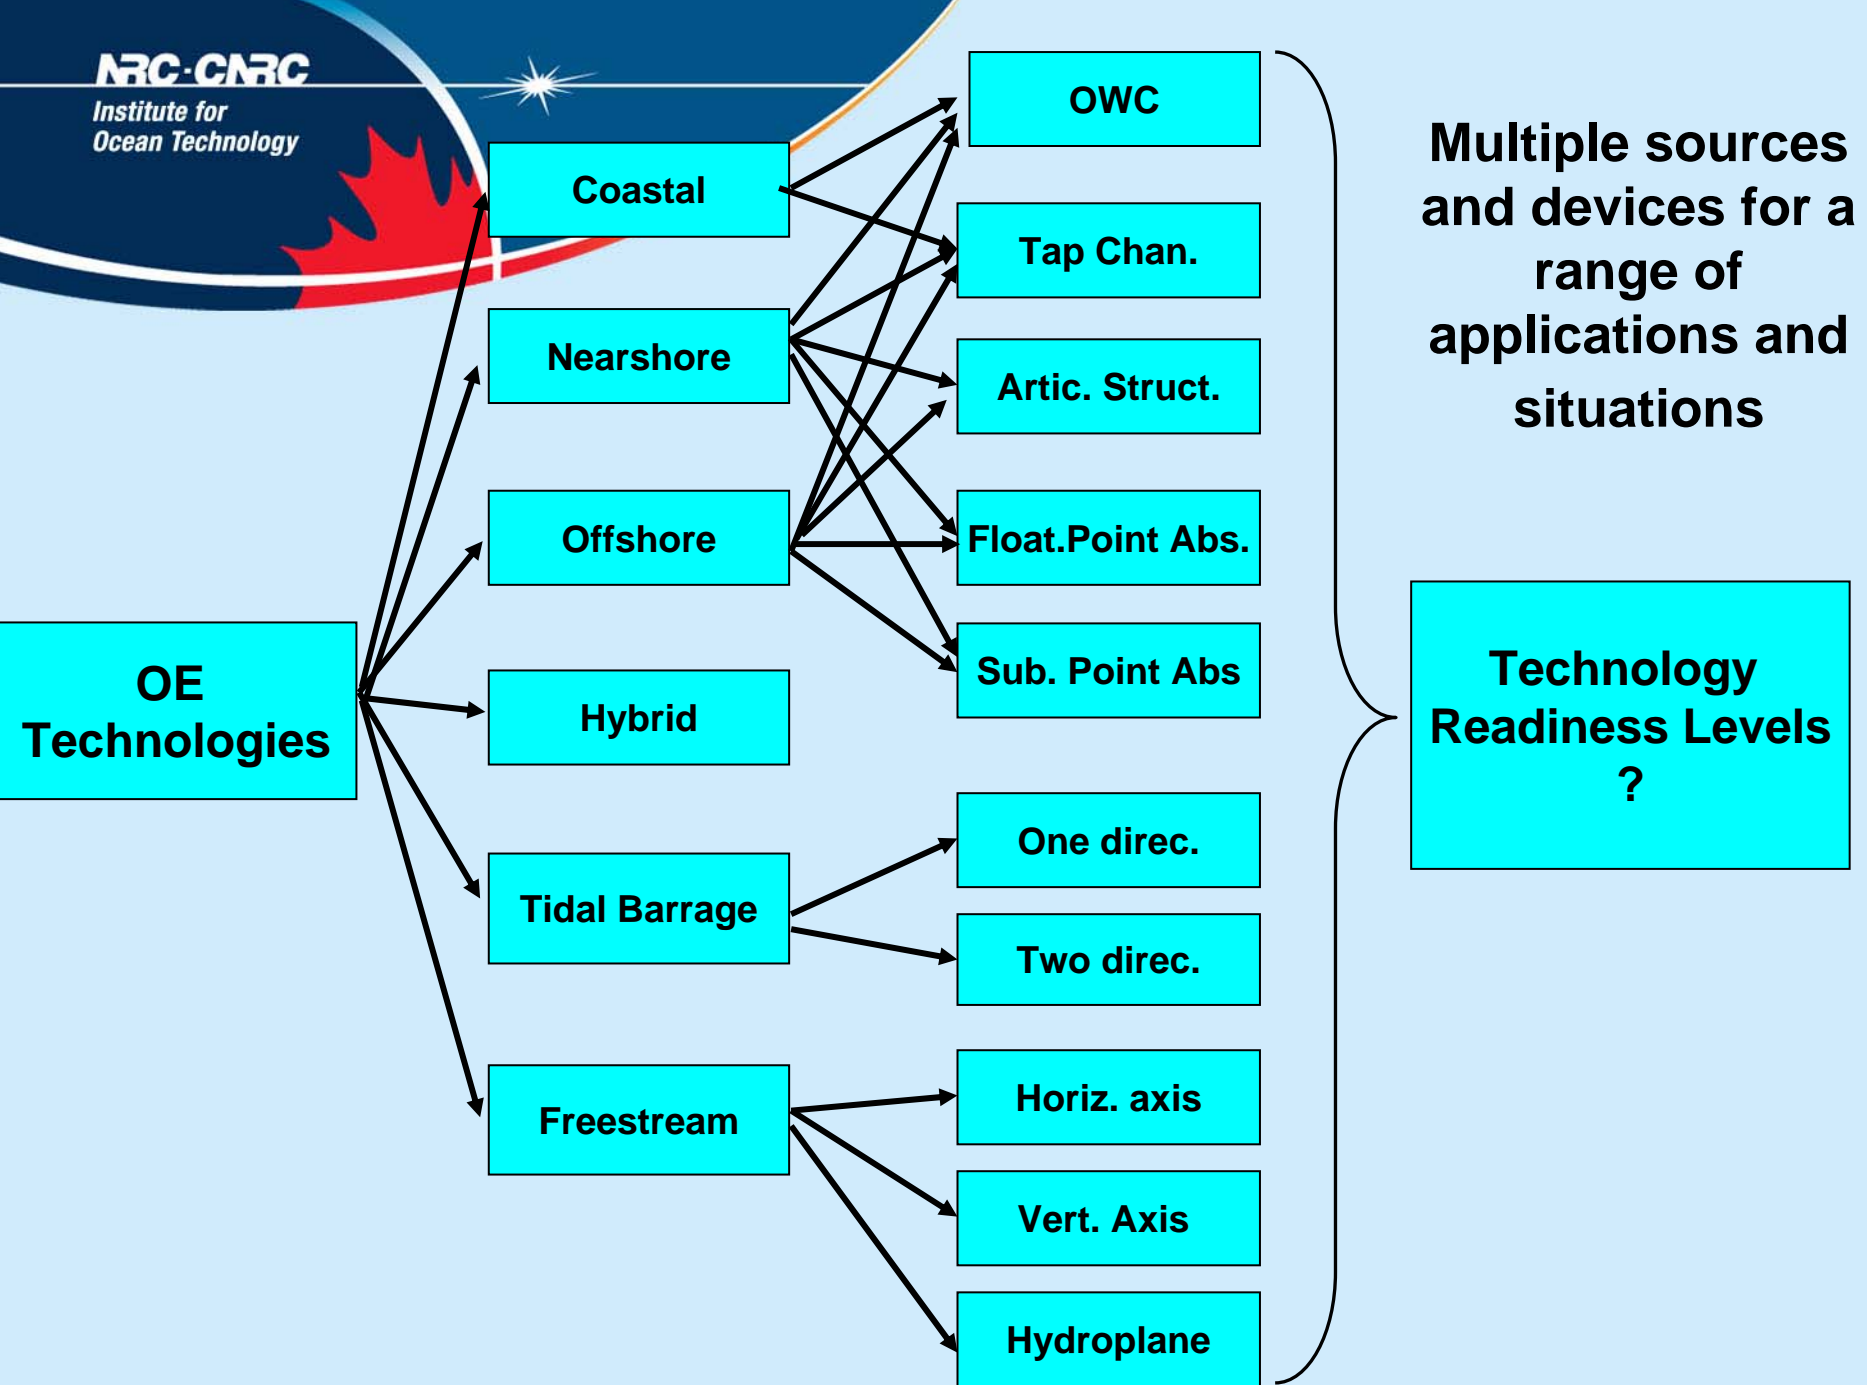 NRC·CNRC
Institute for
Ocean Technology
OWC
Coastal
Tap Chan.
Nearshore
Artic. Struct.
Offshore
Float.Point Abs.
OE
Technologies
Sub. Point Abs
Hybrid
One direc.
Tidal Barrage
Two direc.
Horiz. axis
Freestream
Vert. Axis
Hydroplane
Multiple sources
and devices for a
range of
applications and
situations
Technology
Readiness Levels
?